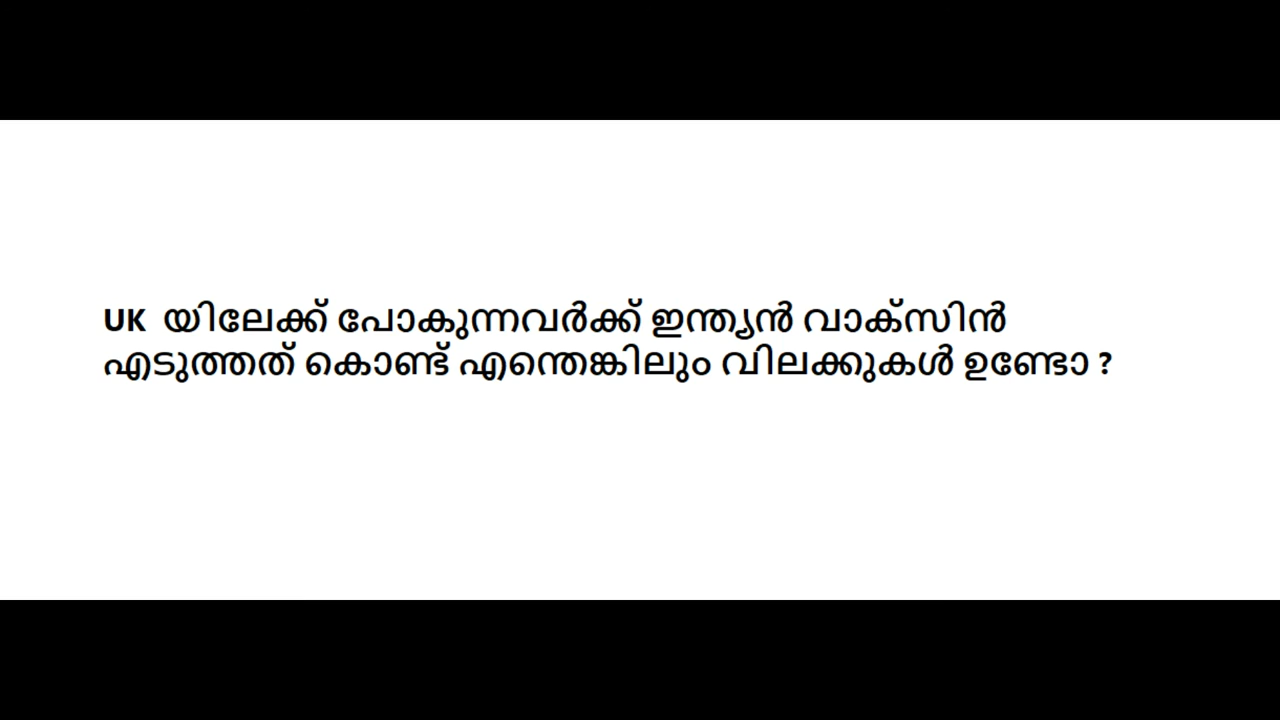 UK യിലേക്ക് പോകുന്നവർക്ക് ഇന്ത്യൻ വാക്സിൻ
എടുത്തത് കൊണ്ട് എന്തെങ്കിലും വിലക്കുകൾ ഉണ്ടോ ?